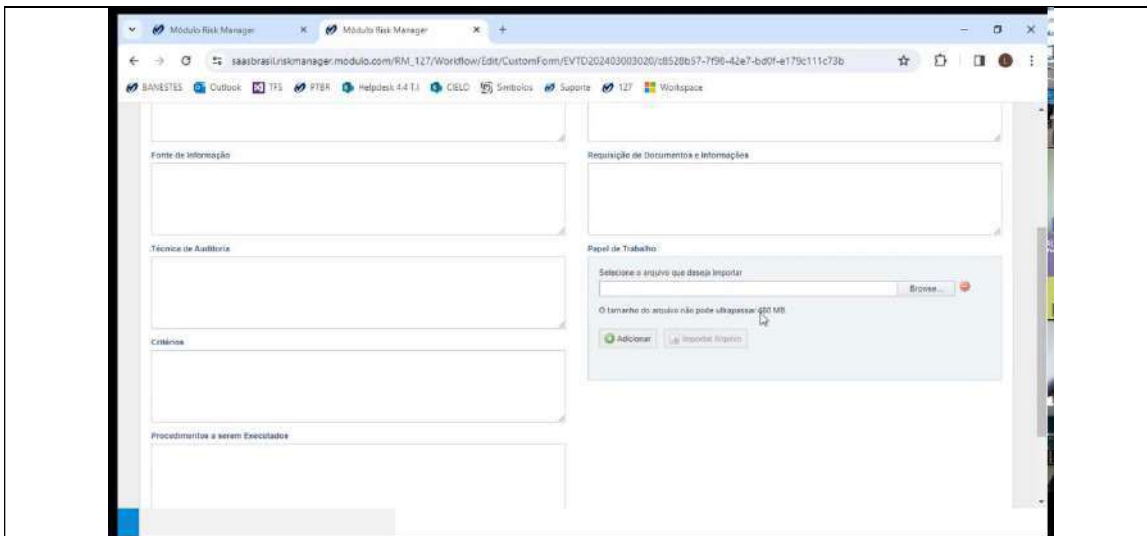 Módulo Risk Manager
Módulo Risk Manager
saasbrasil.riskmanager.modulo.com/RM_127/Workflow/Edit/CustomForm/EVTD202403003020/c8528b57-7f98-42e7-bd0f-e179c111c73b
BANESTES Outlook TFS PTBR Helpdesk 4.4 T.I CIELO Símbolos Suporte 127 Workspace
Fonte de Informação
Requisição de Documentos e Informações
Técnica de Auditoria
Papel de Trabalho
Selecione o arquivo que deseja importar
Browse...
O tamanho do arquivo não pode ultrapassar 480 MB.
Adicionar
Importar Arquivo
Critérios
Procedimentos a serem Executados